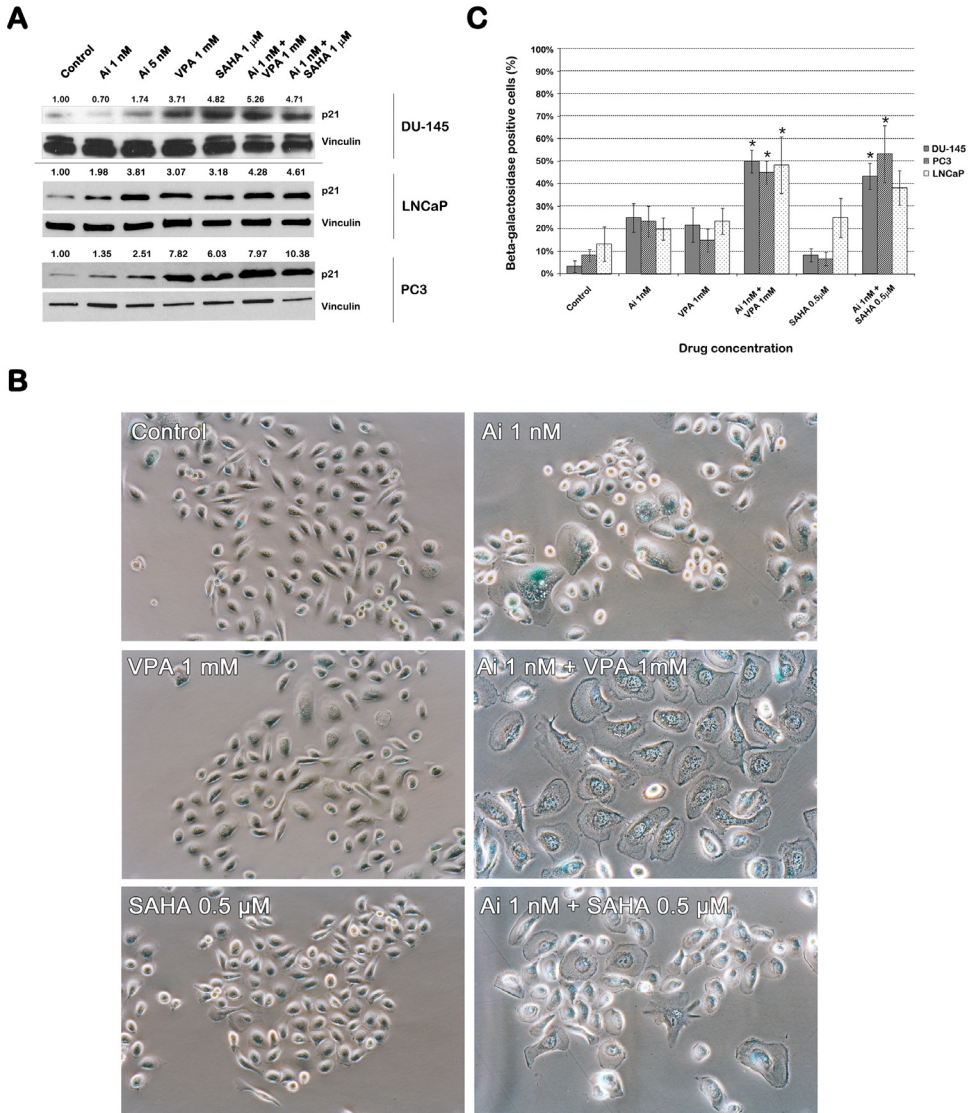 A
Control
Ai 1 nM
Ai 5 nM
VPA 1 mM
SAHA 1 µM
Ai 1 nM +
VPA 1 mM
Ai 1 nM +
SAHA 1 µM
1.00 0.70 1.74 3.71 4.82 5.26 4.71
p21
Vinculin
DU-145
1.00 1.98 3.81 3.07 3.18 4.28 4.61
p21
Vinculin
LNCaP
1.00 1.35 2.51 7.82 6.03 7.97 10.38
p21
Vinculin
PC3
C
Beta-galactosidase positive cells (%)
100%
90%
80%
70%
60%
50%
40%
30%
20%
10%
0%
* * *
* *
DU-145
PC3
LNCaP
Control
Ai 1nM
VPA 1mM
Ai 1nM +
VPA 1mM
SAHA 0.5µM
Ai 1nM +
SAHA 0.5µM
Drug concentration
B
Control
Ai 1 nM
VPA 1 mM
Ai 1 nM + VPA 1mM
SAHA 0.5 µM
Ai 1 nM + SAHA 0.5 µM